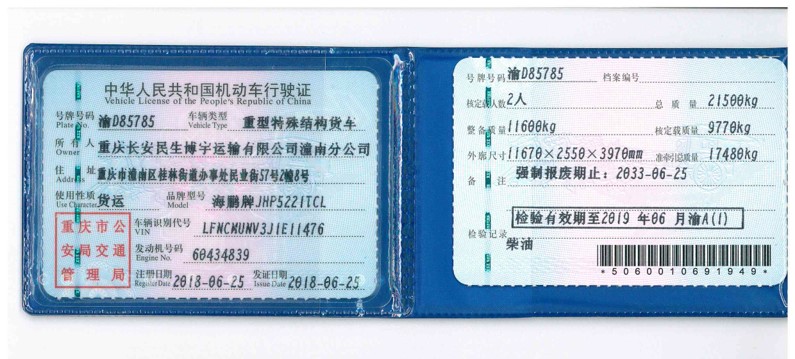 中华人民共和国机动车行驶证
Vehicle License of the People's Republic of China
号牌号码 渝D85785 车辆类型 重型特殊结构货车
Plate No. Vehicle Type
所有人 重庆长安民生博宇运输有限公司潼南分公司
Owner
住址 重庆市潼南区桂林街道办事处民业街57号2幢8号
Address
使用性质 货运 品牌型号 海鹏牌JHP5221TCL
Use Character Model
重庆市公安局交通管理局
车辆识别代号 LFNCMUNV3J1E11476
VIN
发动机号码 60434839
Engine No.
注册日期 2018-06-25 发证日期 2018-06-25
Register Date Issue Date
号牌号码 渝D85785 档案编号
核定载人数 2人 总质量 21500kg
整备质量 11600kg 核定载质量 9770kg
外廓尺寸 11670×2550×3970mm 准牵引总质量 17480kg
备注 强制报废期止：2033-06-25
检验有效期至2019 年06 月渝A(1)
检验记录
柴油
*5060010691949*